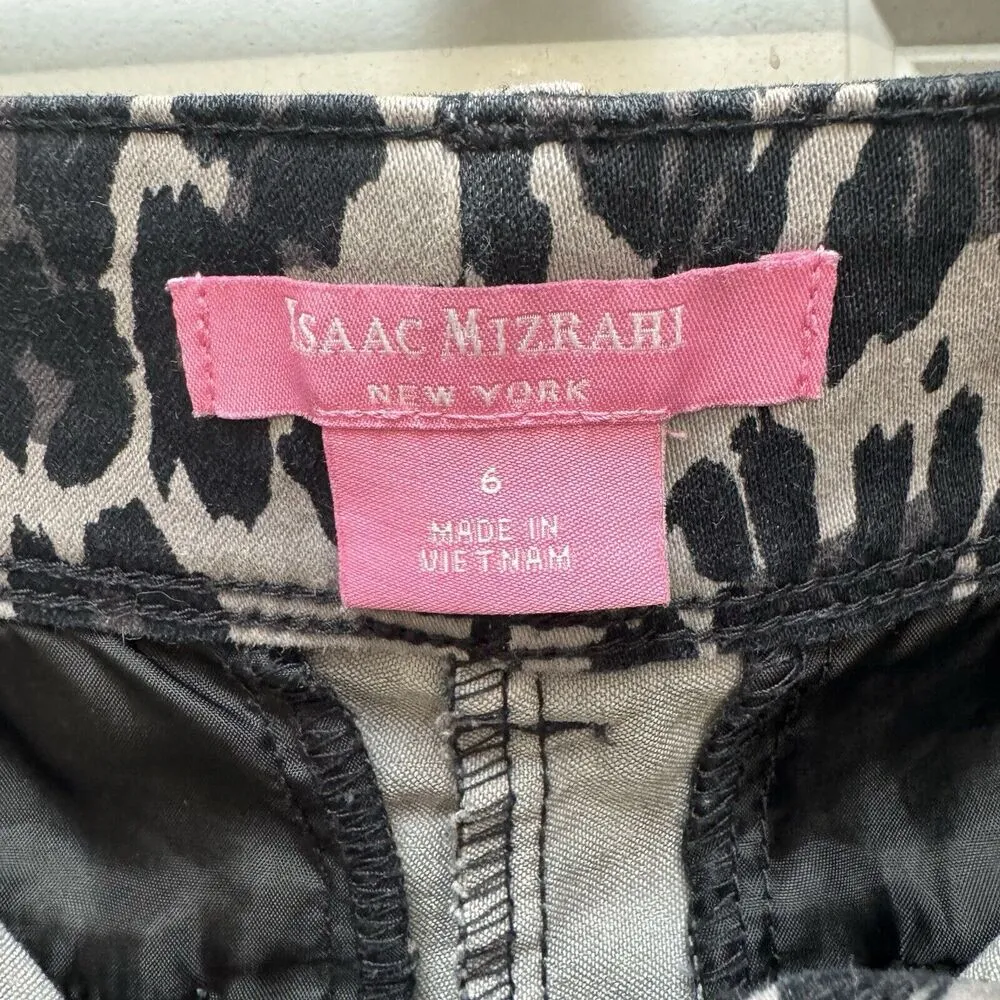 ISAAC MIZRAHI
NEW YORK
6
MADE IN
VIETNAM